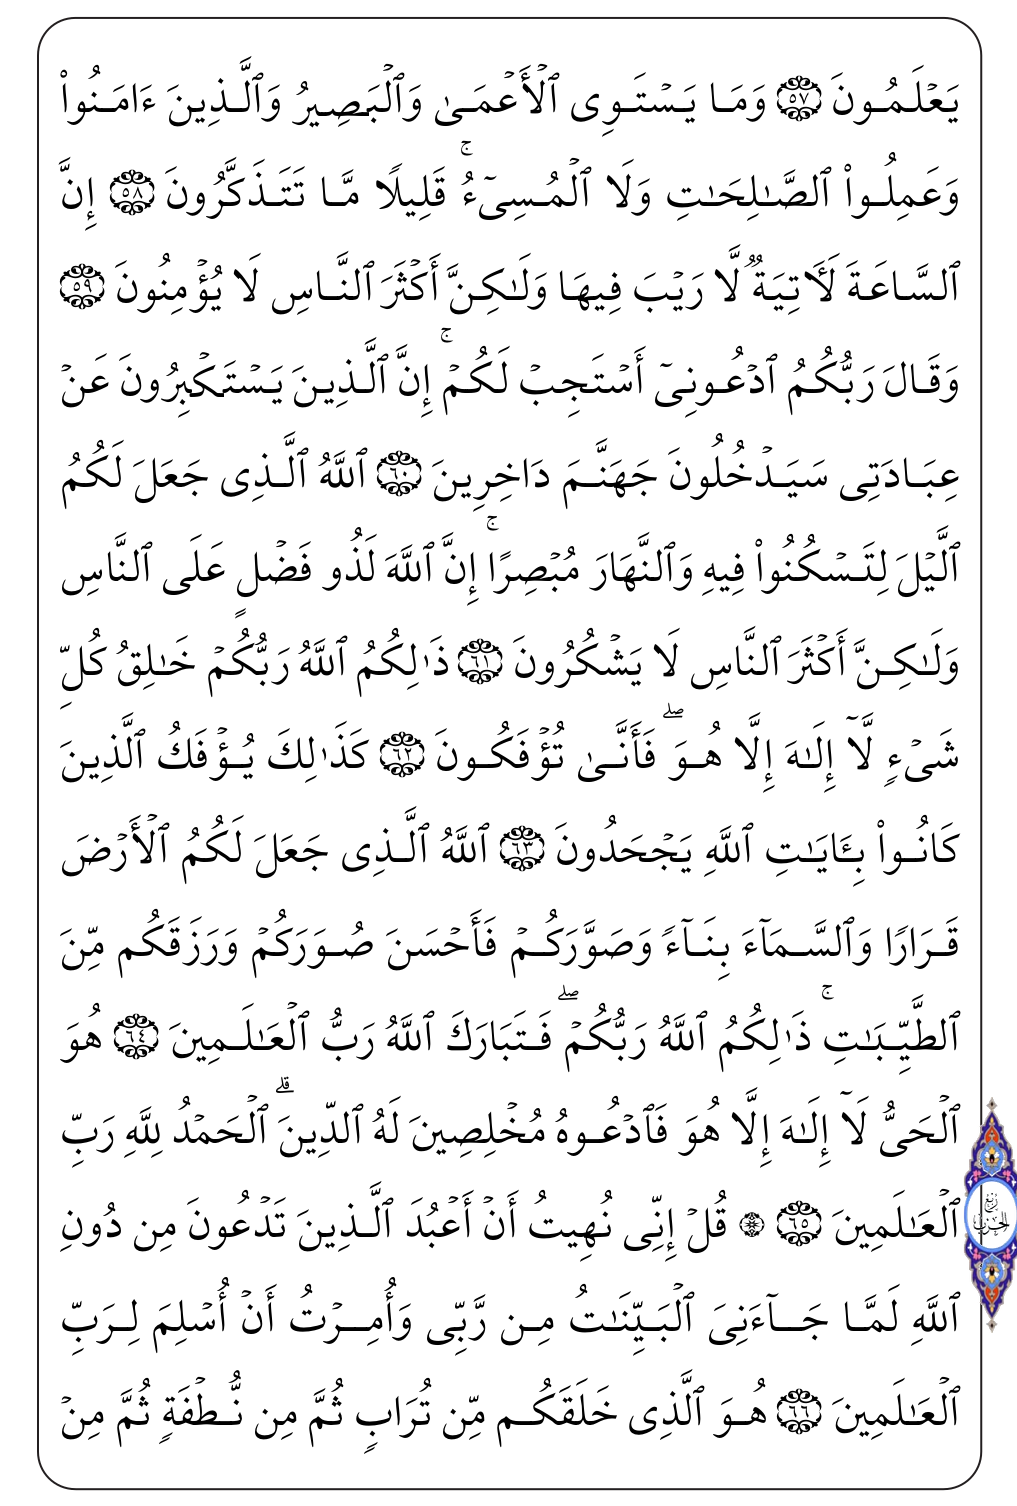 يَعۡلَمُونَ ٥٧ وَمَا يَسۡتَوِي ٱلۡأَعۡمَىٰ وَٱلۡبَصِيرُ وَٱلَّذِينَ ءَامَنُواْ
وَعَمِلُواْ ٱلصَّٰلِحَٰتِ وَلَا ٱلۡمُسِيٓءُۚ قَلِيلٗا مَّا تَتَذَكَّرُونَ ٥٨ إِنَّ
ٱلسَّاعَةَ لَأٓتِيَةٞ لَّا رَيۡبَ فِيهَا وَلَٰكِنَّ أَكۡثَرَ ٱلنَّاسِ لَا يُؤۡمِنُونَ ٥٩
وَقَالَ رَبُّكُمُ ٱدۡعُونِيٓ أَسۡتَجِبۡ لَكُمۡۚ إِنَّ ٱلَّذِينَ يَسۡتَكۡبِرُونَ عَنۡ
عِبَادَتِي سَيَدۡخُلُونَ جَهَنَّمَ دَاخِرِينَ ٦٠ ٱللَّهُ ٱلَّذِي جَعَلَ لَكُمُ
ٱلَّيۡلَ لِتَسۡكُنُواْ فِيهِ وَٱلنَّهَارَ مُبۡصِرًاۚ إِنَّ ٱللَّهَ لَذُو فَضۡلٍ عَلَى ٱلنَّاسِ
وَلَٰكِنَّ أَكۡثَرَ ٱلنَّاسِ لَا يَشۡكُرُونَ ٦١ ذَٰلِكُمُ ٱللَّهُ رَبُّكُمۡ خَٰلِقُ كُلِّ
شَيۡءٖ لَّآ إِلَٰهَ إِلَّا هُوَۖ فَأَنَّىٰ تُؤۡفَكُونَ ٦٢ كَذَٰلِكَ يُؤۡفَكُ ٱلَّذِينَ
كَانُواْ بِـَٔايَٰتِ ٱللَّهِ يَجۡحَدُونَ ٦٣ ٱللَّهُ ٱلَّذِي جَعَلَ لَكُمُ ٱلۡأَرۡضَ
قَرَارٗا وَٱلسَّمَآءَ بِنَآءٗ وَصَوَّرَكُمۡ فَأَحۡسَنَ صُوَرَكُمۡ وَرَزَقَكُم مِّنَ
ٱلطَّيِّبَٰتِۚ ذَٰلِكُمُ ٱللَّهُ رَبُّكُمۡۖ فَتَبَارَكَ ٱللَّهُ رَبُّ ٱلۡعَٰلَمِينَ ٦٤ هُوَ
ٱلۡحَيُّ لَآ إِلَٰهَ إِلَّا هُوَ فَٱدۡعُوهُ مُخۡلِصِينَ لَهُ ٱلدِّينَۗ ٱلۡحَمۡدُ لِلَّهِ رَبِّ
ٱلۡعَٰلَمِينَ ٦٥ ۞ قُلۡ إِنِّي نُهِيتُ أَنۡ أَعۡبُدَ ٱلَّذِينَ تَدۡعُونَ مِن دُونِ
ٱللَّهِ لَمَّا جَآءَنِيَ ٱلۡبَيِّنَٰتُ مِن رَّبِّي وَأُمِرۡتُ أَنۡ أُسۡلِمَ لِرَبِّ
ٱلۡعَٰلَمِينَ ٦٦ هُوَ ٱلَّذِي خَلَقَكُم مِّن تُرَابٖ ثُمَّ مِن نُّطۡفَةٖ ثُمَّ مِنۡ
ربع
الحزب